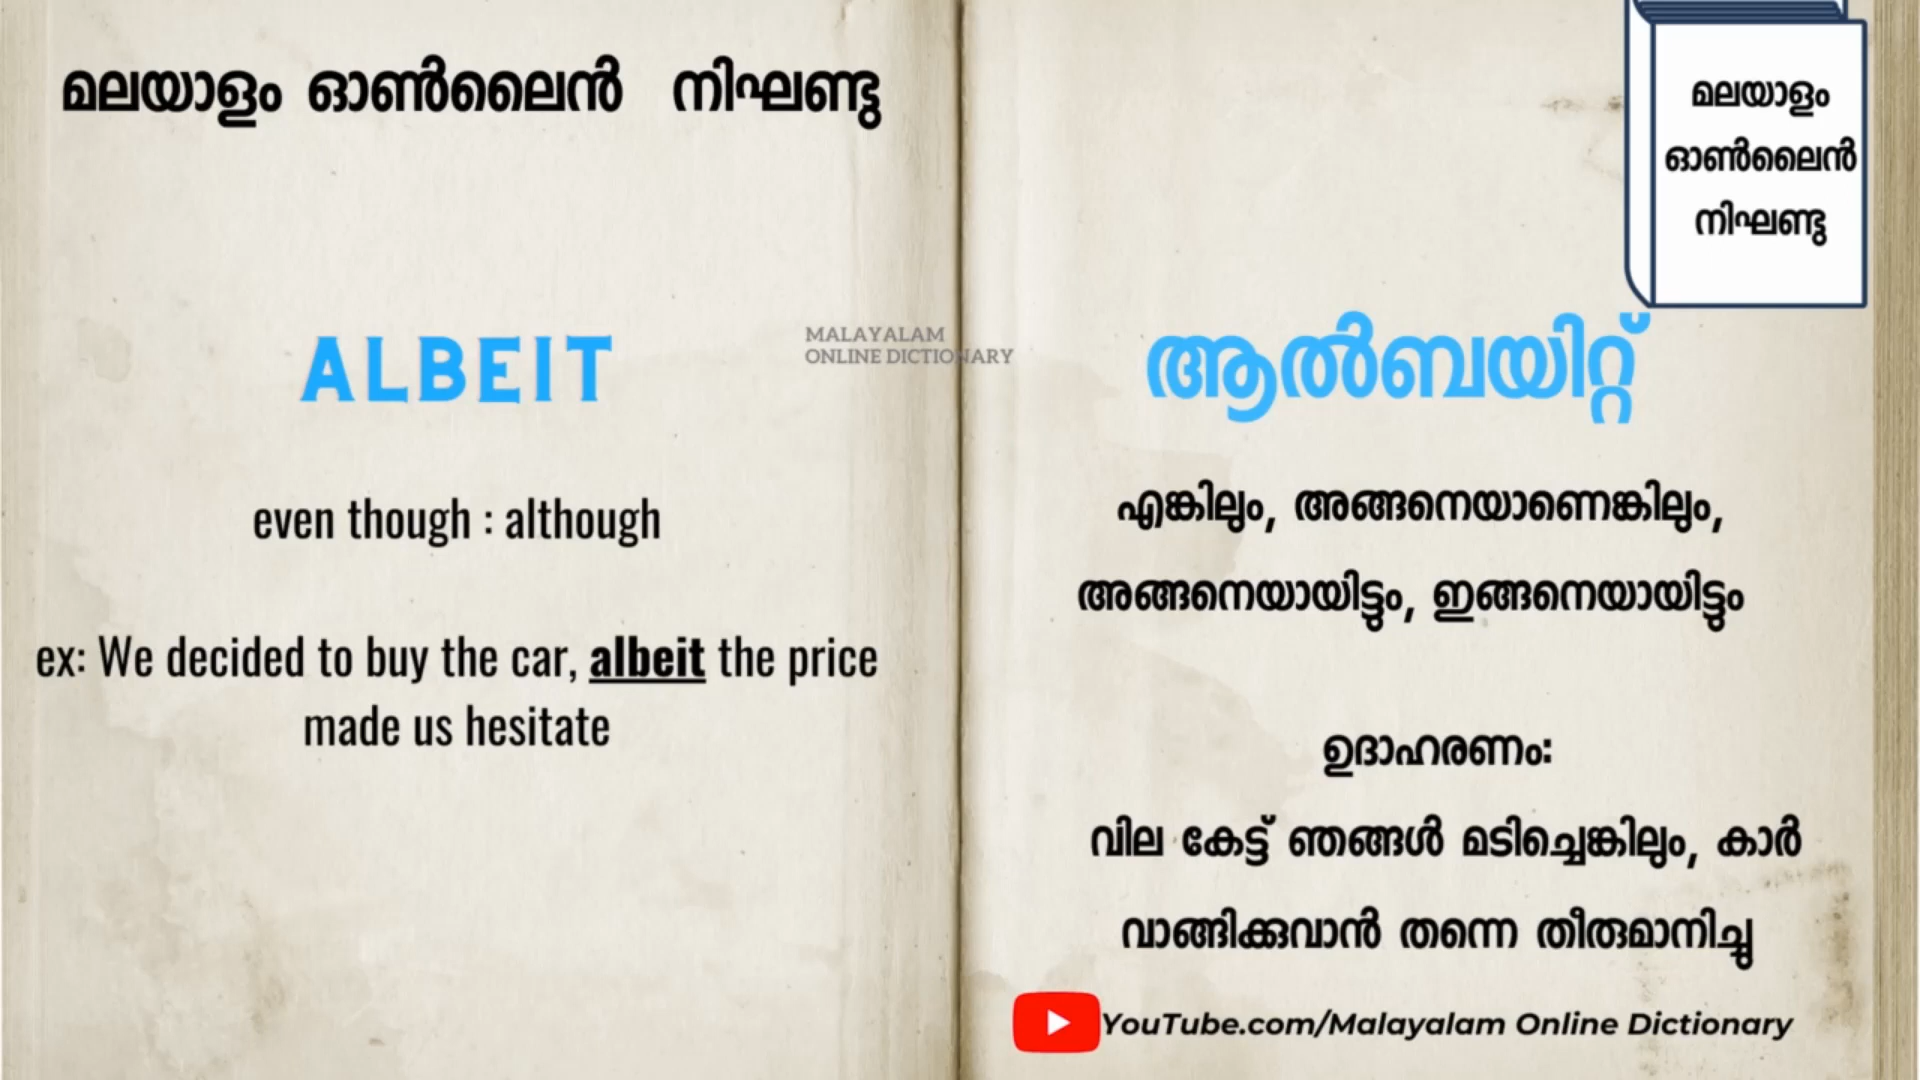 മലയാളം ഓൺലൈൻ നിഘണ്ടു
മലയാളം
ഓൺലൈൻ
നിഘണ്ടു
MALAYALAM
ONLINE DICTIONARY
ALBEIT
even though : although
ex: We decided to buy the car, albeit the price
made us hesitate
ആൽബയിറ്റ്
എങ്കിലും, അങ്ങനെയാണെങ്കിലും,
അങ്ങനെയായിട്ടും, ഇങ്ങനെയായിട്ടും
ഉദാഹരണം:
വില കേട്ട് ഞങ്ങൾ മടിച്ചെങ്കിലും, കാർ
വാങ്ങിക്കുവാൻ തന്നെ തീരുമാനിച്ചു
YouTube.com/Malayalam Online Dictionary